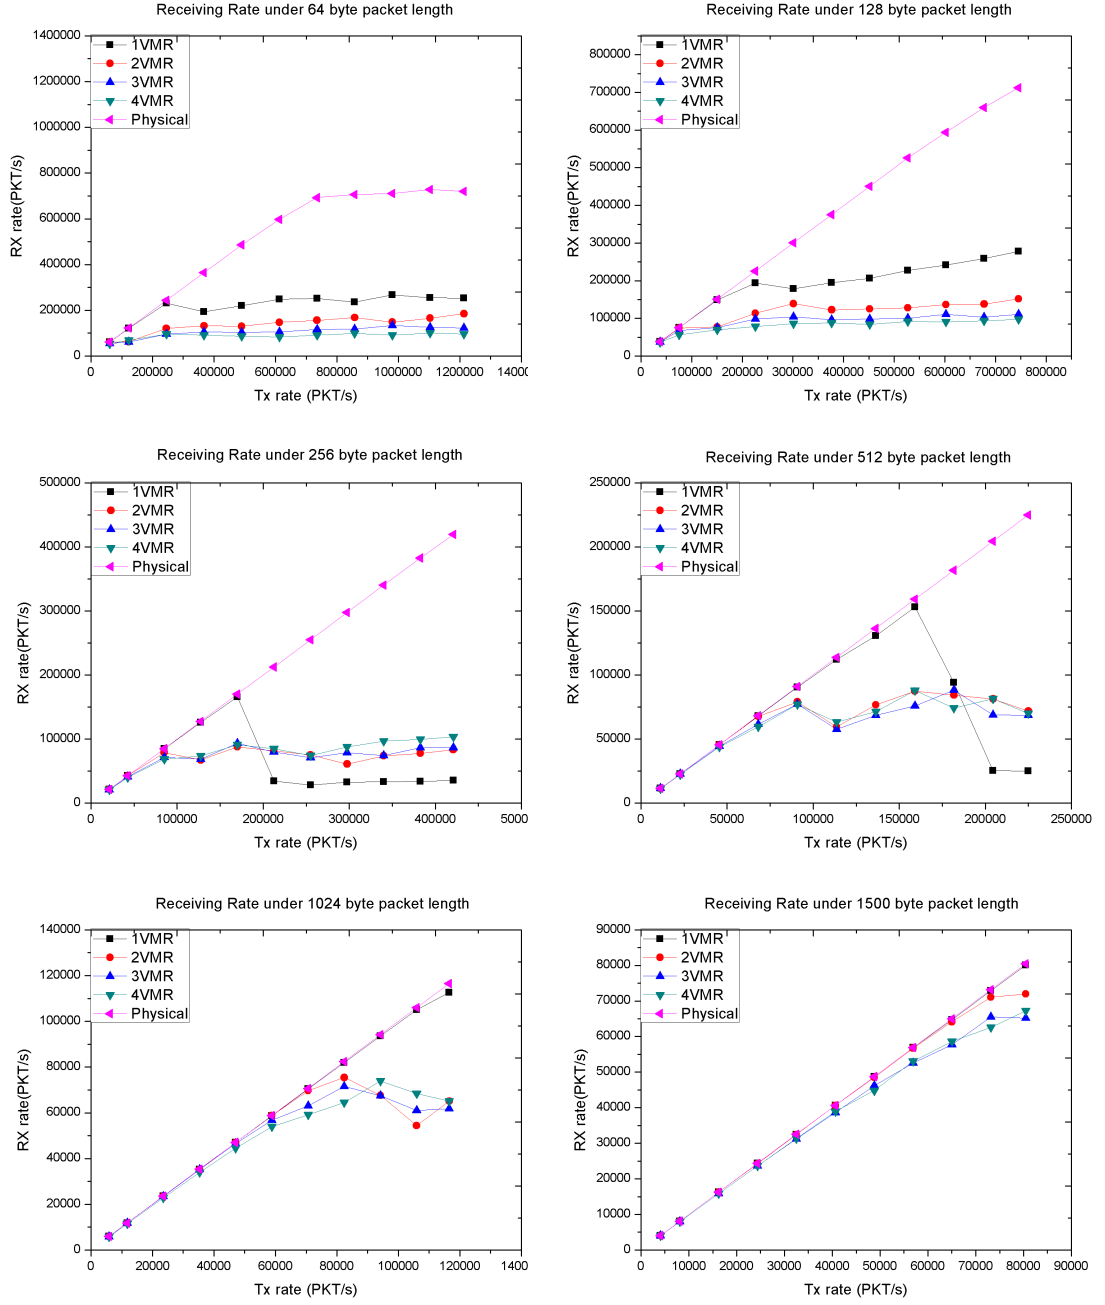 Receiving Rate under 64 byte packet length
1400000
1200000
1000000
800000
600000
400000
200000
0
RX rate(PKT/s)
1VMR
2VMR
3VMR
4VMR
Physical
0 200000 400000 600000 800000 1000000 1200000 14000
Tx rate (PKT/s)
Receiving Rate under 128 byte packet length
800000
700000
600000
500000
400000
300000
200000
100000
0
RX rate(PKT/s)
1VMR
2VMR
3VMR
4VMR
Physical
0 100000 200000 300000 400000 500000 600000 700000 800000
Tx rate (PKT/s)
Receiving Rate under 256 byte packet length
500000
400000
300000
200000
100000
0
RX rate(PKT/s)
1VMR
2VMR
3VMR
4VMR
Physical
0 100000 200000 300000 400000 5000
Tx rate (PKT/s)
Receiving Rate under 512 byte packet length
250000
200000
150000
100000
50000
0
RX rate(PKT/s)
1VMR
2VMR
3VMR
4VMR
Physical
0 50000 100000 150000 200000 250000
Tx rate (PKT/s)
Receiving Rate under 1024 byte packet length
140000
120000
100000
80000
60000
40000
20000
0
RX rate(PKT/s)
1VMR
2VMR
3VMR
4VMR
Physical
0 20000 40000 60000 80000 100000 120000 1400
Tx rate (PKT/s)
Receiving Rate under 1500 byte packet length
90000
80000
70000
60000
50000
40000
30000
20000
10000
0
RX rate(PKT/s)
1VMR
2VMR
3VMR
4VMR
Physical
0 10000 20000 30000 40000 50000 60000 70000 80000 90000
Tx rate (PKT/s)